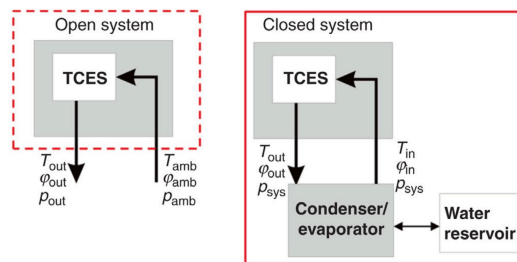 Open system
TCES
T_out
φ_out
p_out
T_amb
φ_amb
p_amb
Closed system
TCES
T_out
φ_out
p_sys
T_in
φ_in
p_sys
Condenser/
evaporator
Water
reservoir